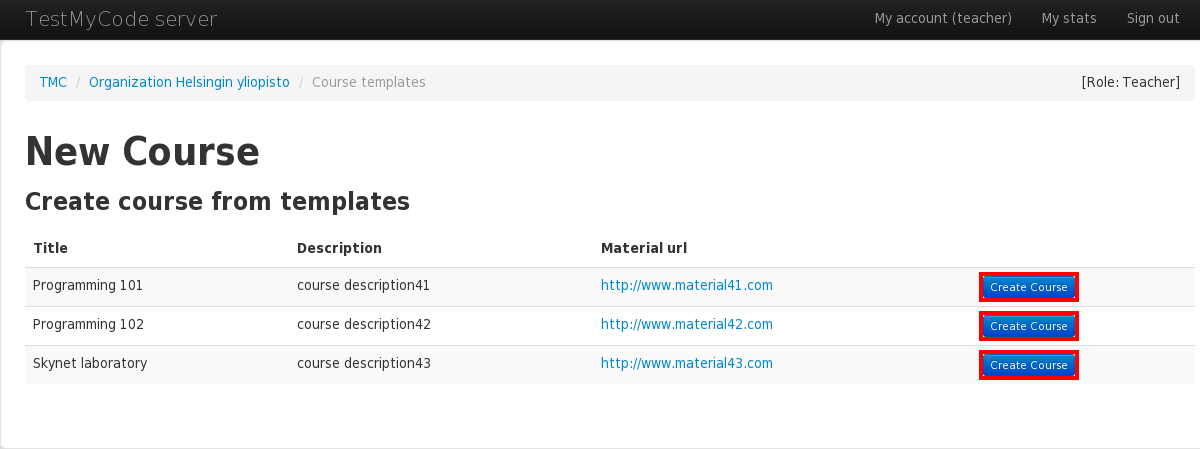 TestMyCode server My account (teacher) My stats Sign out
TMC / Organization Helsingin yliopisto / Course templates [Role: Teacher]
New Course
Create course from templates
Title Description Material url
Programming 101 course description41 http://www.material41.com Create Course
Programming 102 course description42 http://www.material42.com Create Course
Skynet laboratory course description43 http://www.material43.com Create Course